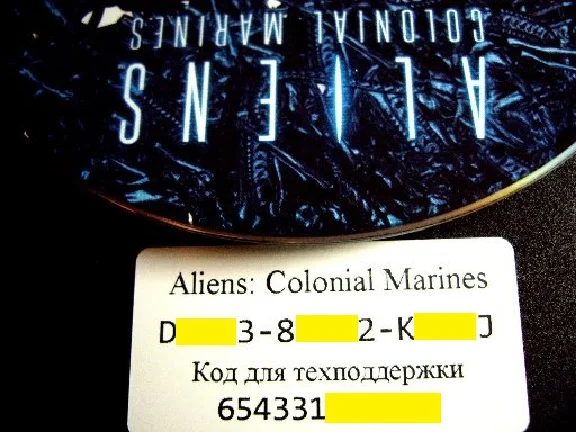 COLONIAL MARINES
ALIENS
Aliens: Colonial Marines
D 3-8 2-K J
Код для техподдержки
654331